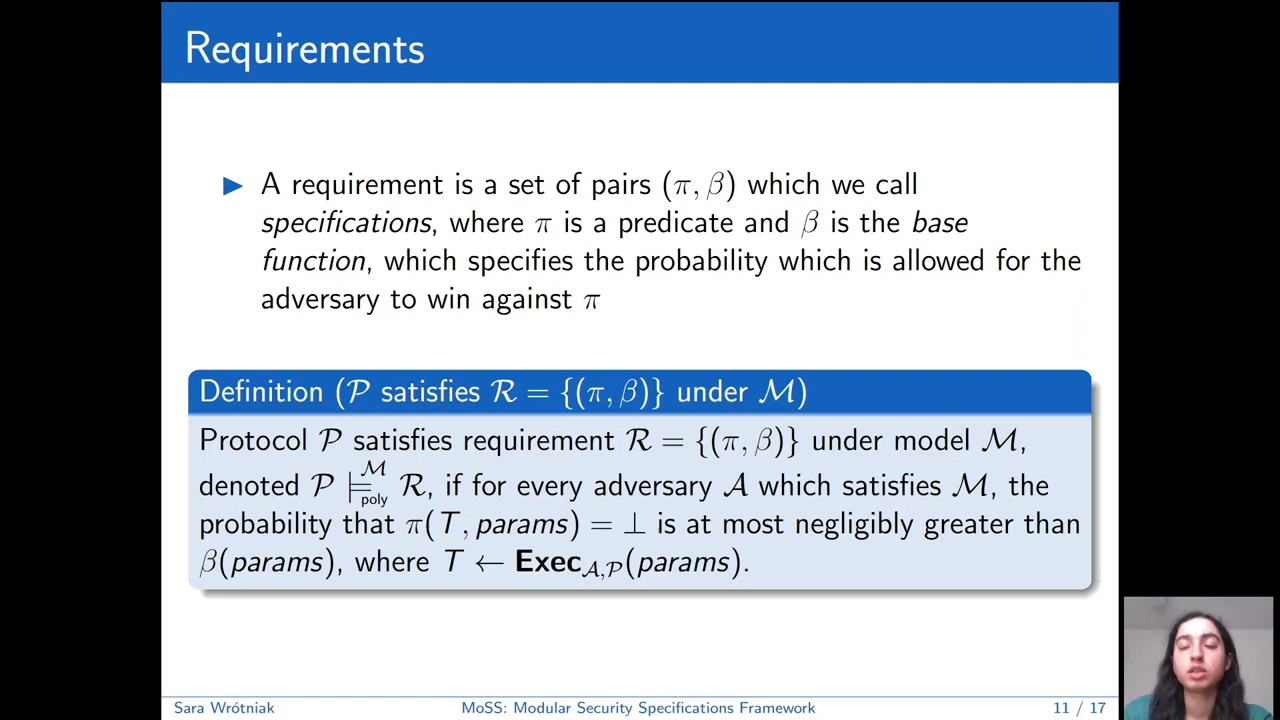 Requirements
▶ A requirement is a set of pairs (π, β) which we call
specifications, where π is a predicate and β is the base
function, which specifies the probability which is allowed for the
adversary to win against π
Definition (𝒫 satisfies ℛ = {(π, β)} under ℳ)
Protocol 𝒫 satisfies requirement ℛ = {(π, β)} under model ℳ,
denoted 𝒫 ⊨^ℳ_poly ℛ, if for every adversary 𝒜 which satisfies ℳ, the
probability that π(T, params) = ⊥ is at most negligibly greater than
β(params), where T ← Exec_𝒜,𝒫(params).
Sara Wrótniak MoSS: Modular Security Specifications Framework 11 / 17